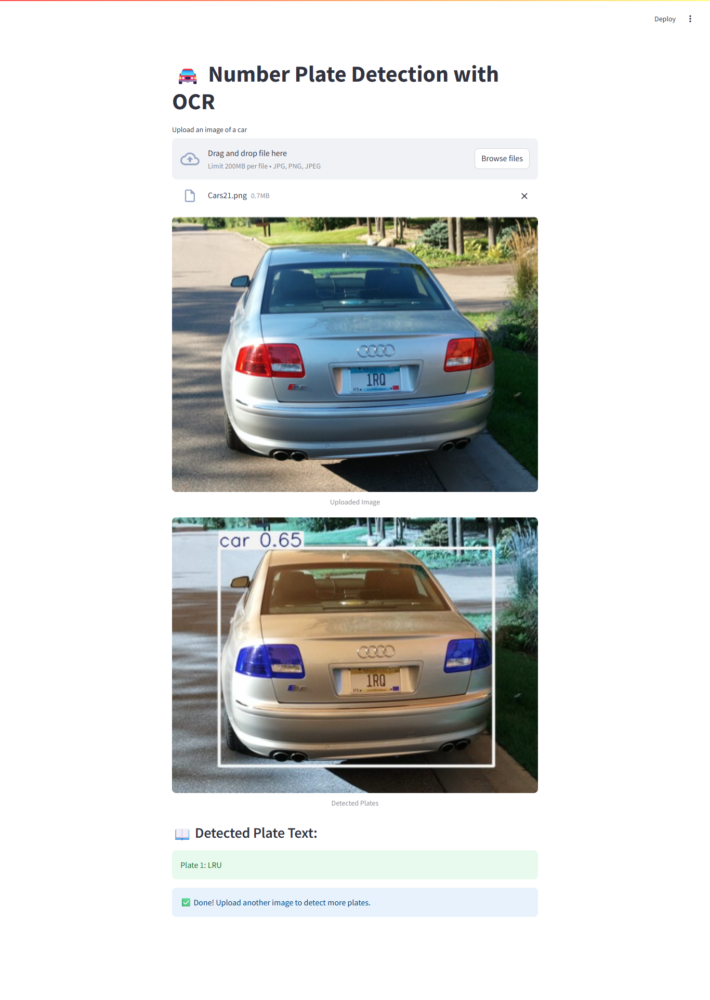 Deploy
Number Plate Detection with
OCR
Upload an image of a car
Drag and drop file here
Limit 200MB per file • JPG, PNG, JPEG
Browse files
Cars21.png 0.7MB
1RQ
Uploaded Image
car 0.65
1RQ
Detected Plates
Detected Plate Text:
Plate 1: LRU
Done! Upload another image to detect more plates.